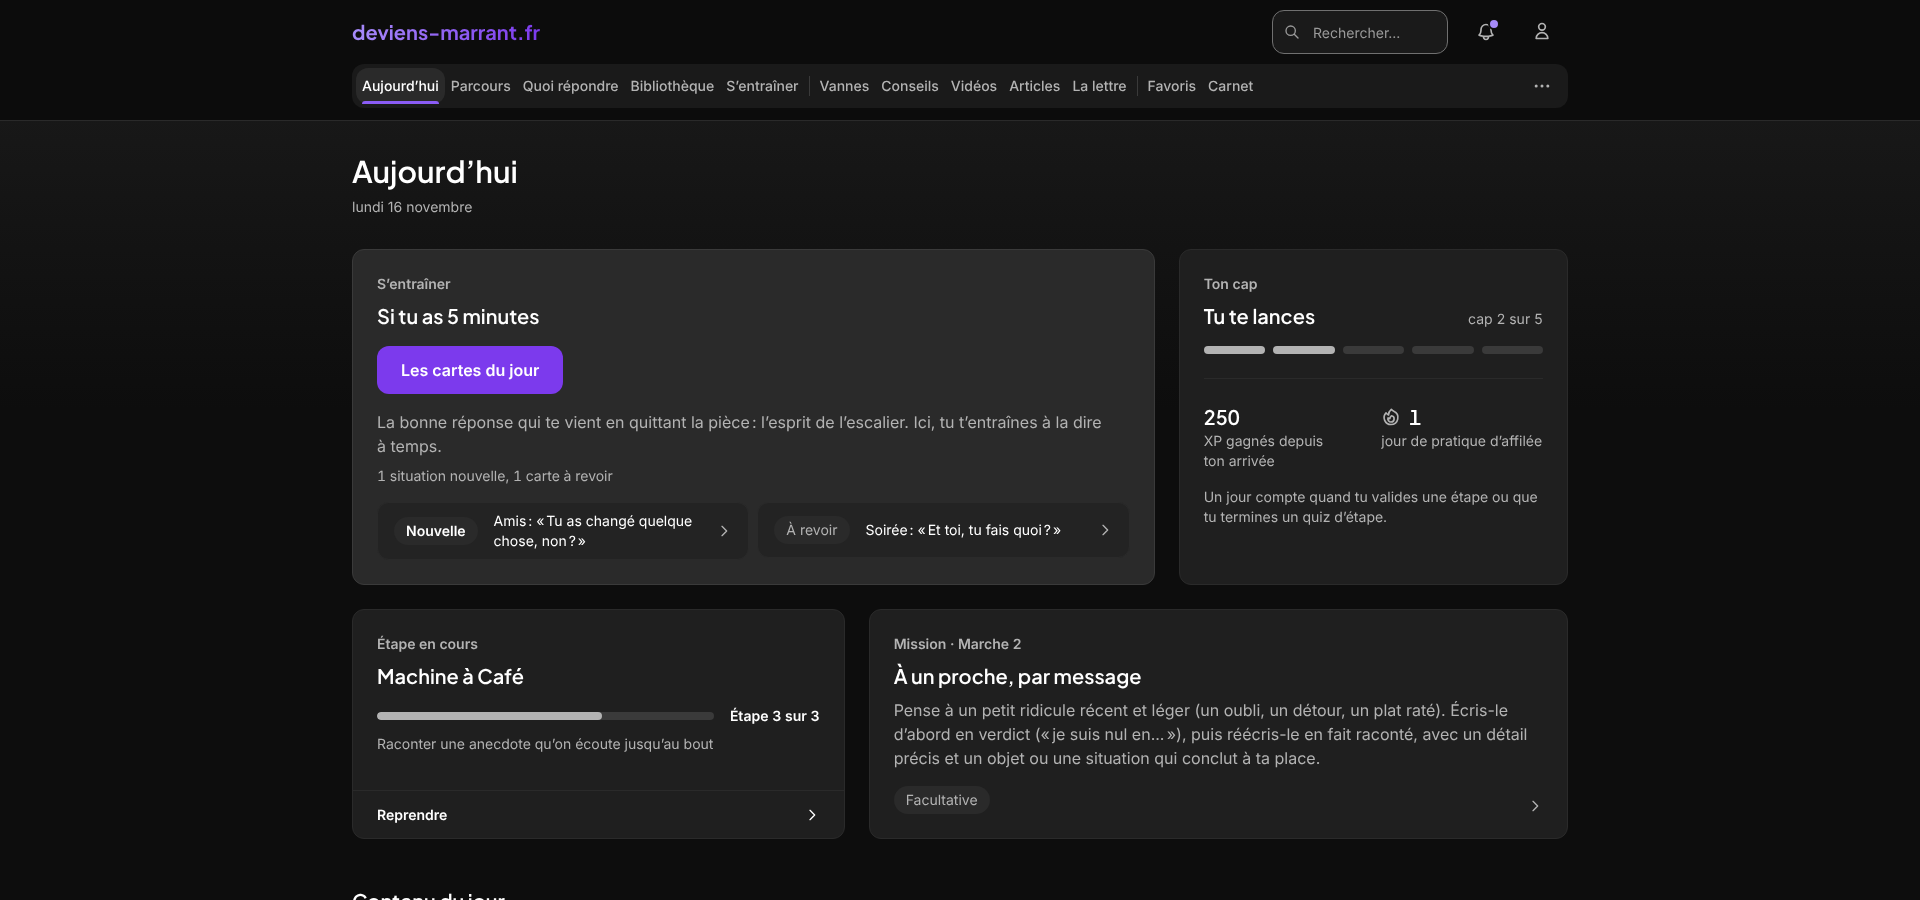 deviens-marrant.fr
Rechercher...
Aujourd’hui Parcours Quoi répondre Bibliothèque S’entraîner Vannes Conseils Vidéos Articles La lettre Favoris Carnet
Aujourd’hui
lundi 16 novembre
S’entraîner
Si tu as 5 minutes
Les cartes du jour
La bonne réponse qui te vient en quittant la pièce : l’esprit de l’escalier. Ici, tu t’entraînes à la dire
à temps.
1 situation nouvelle, 1 carte à revoir
Nouvelle
Amis : « Tu as changé quelque
chose, non ? »
À revoir
Soirée : « Et toi, tu fais quoi ? »
Ton cap
Tu te lances
cap 2 sur 5
250
XP gagnés depuis
ton arrivée
1
jour de pratique d’affilée
Un jour compte quand tu valides une étape ou que
tu termines un quiz d’étape.
Étape en cours
Machine à Café
Étape 3 sur 3
Raconter une anecdote qu’on écoute jusqu’au bout
Reprendre
Mission · Marche 2
À un proche, par message
Pense à un petit ridicule récent et léger (un oubli, un détour, un plat raté). Écris-le
d’abord en verdict (« je suis nul en… »), puis réécris-le en fait raconté, avec un détail
précis et un objet ou une situation qui conclut à ta place.
Facultative
Contenu du jour